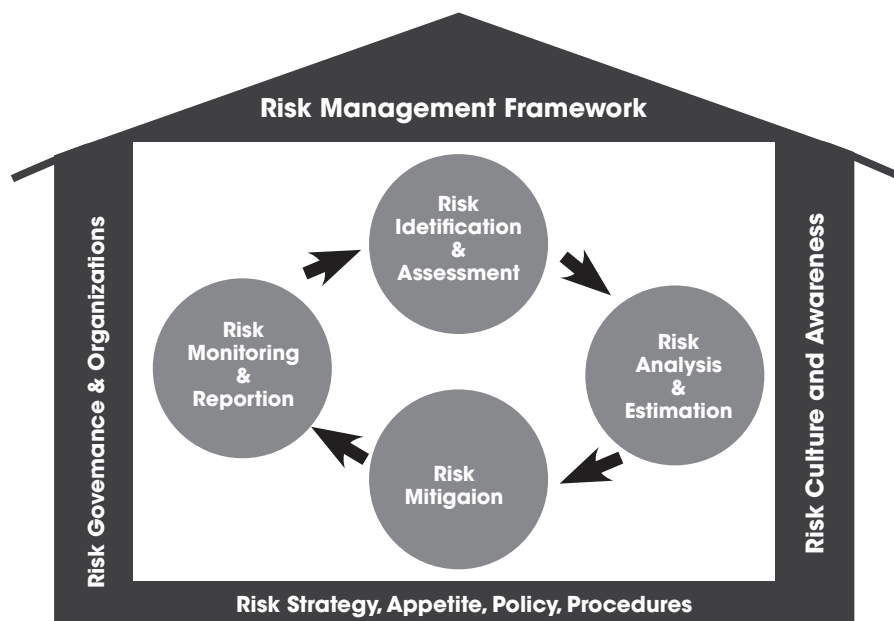 Risk Management Framework
Risk
Idetification
&
Assessment
Risk
Analysis
&
Estimation
Risk
Mitigaion
Risk
Monitoring
&
Reportion
Risk Govemance & Organizations
Risk Culture and Awareness
Risk Strategy, Appetite, Policy, Procedures